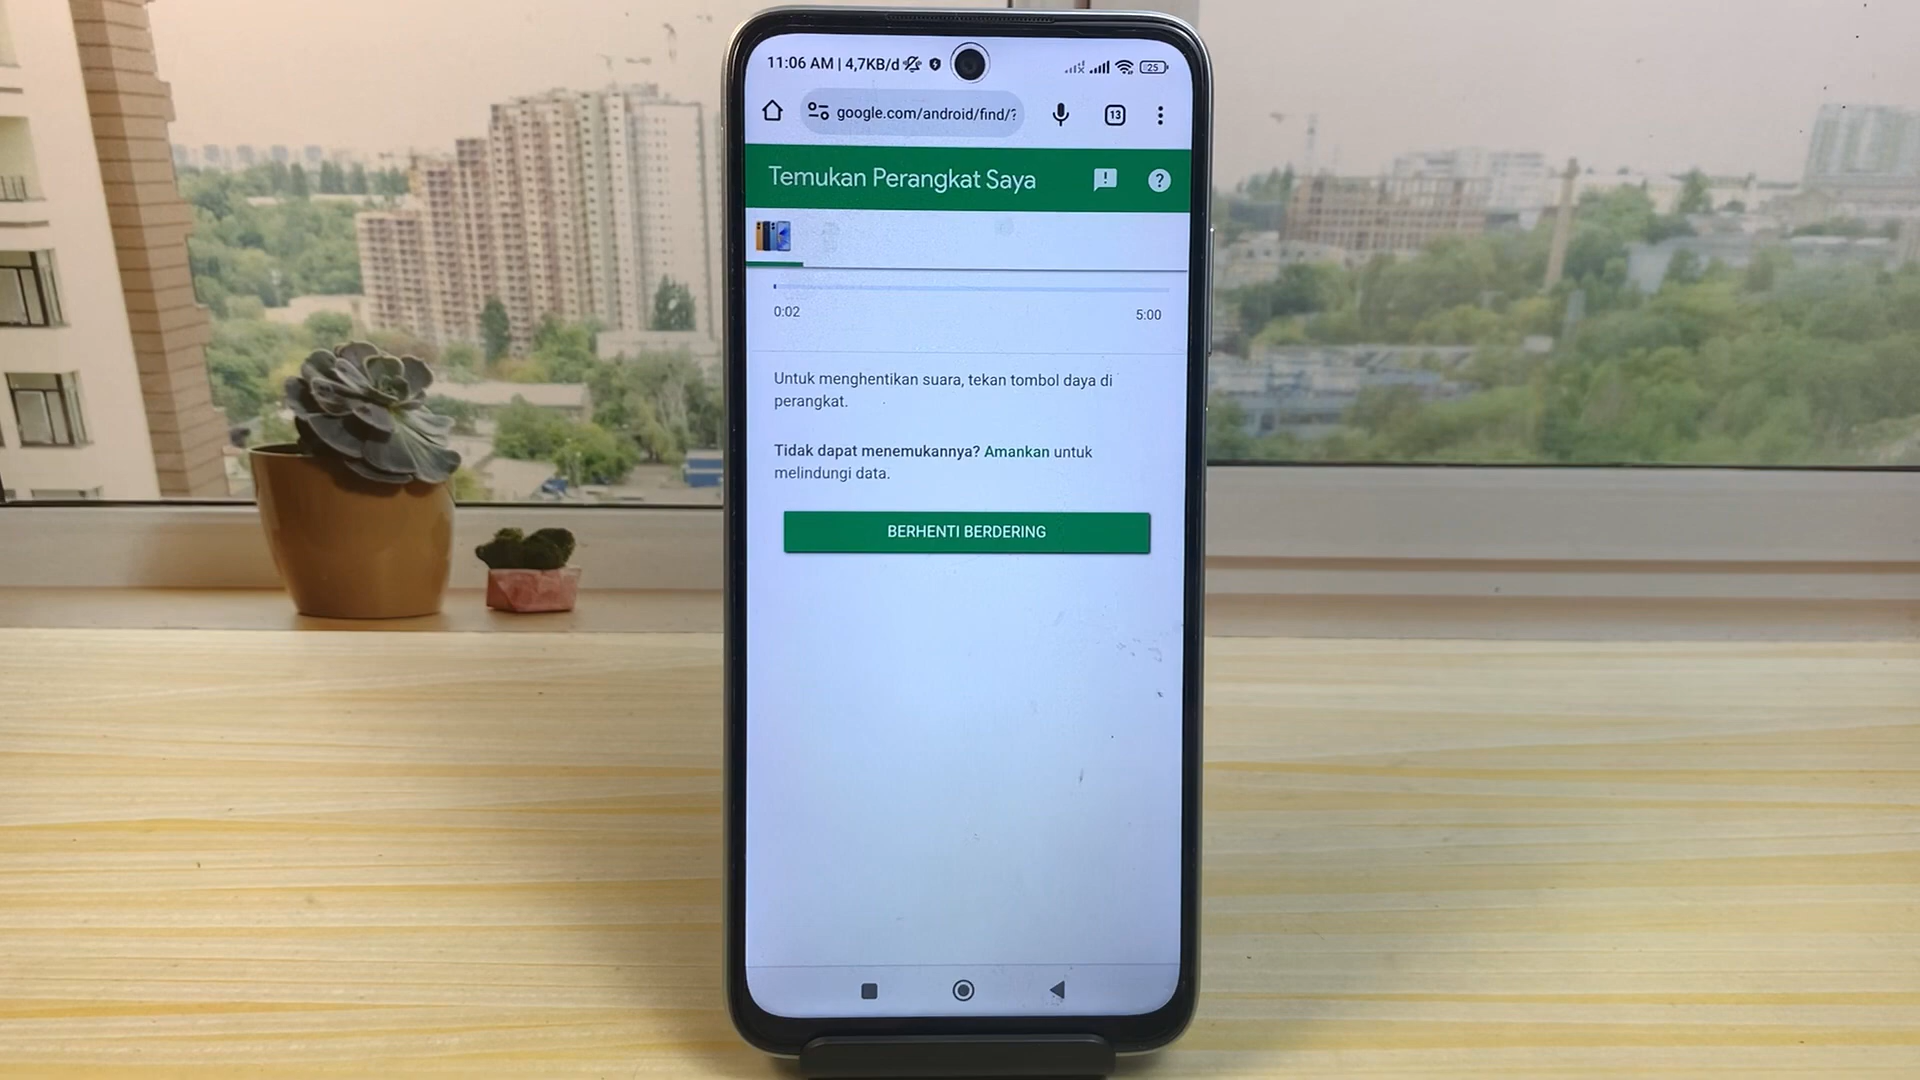 11:06 AM | 4,7KB/d
25
google.com/android/find/?
13
Temukan Perangkat Saya
0:02
5:00
Untuk menghentikan suara, tekan tombol daya di
perangkat.
Tidak dapat menemukannya? Amankan untuk
melindungi data.
BERHENTI BERDERING